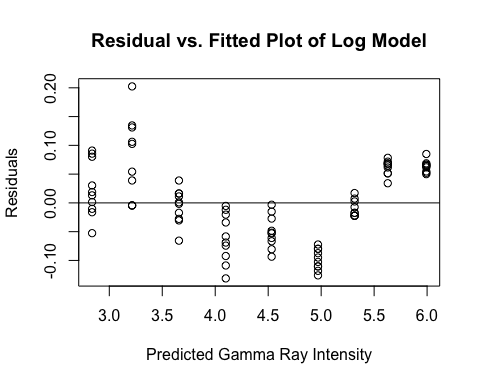 Residual vs. Fitted Plot of Log Model
Residuals
0.20
0.10
0.00
-0.10
3.0 3.5 4.0 4.5 5.0 5.5 6.0
Predicted Gamma Ray Intensity